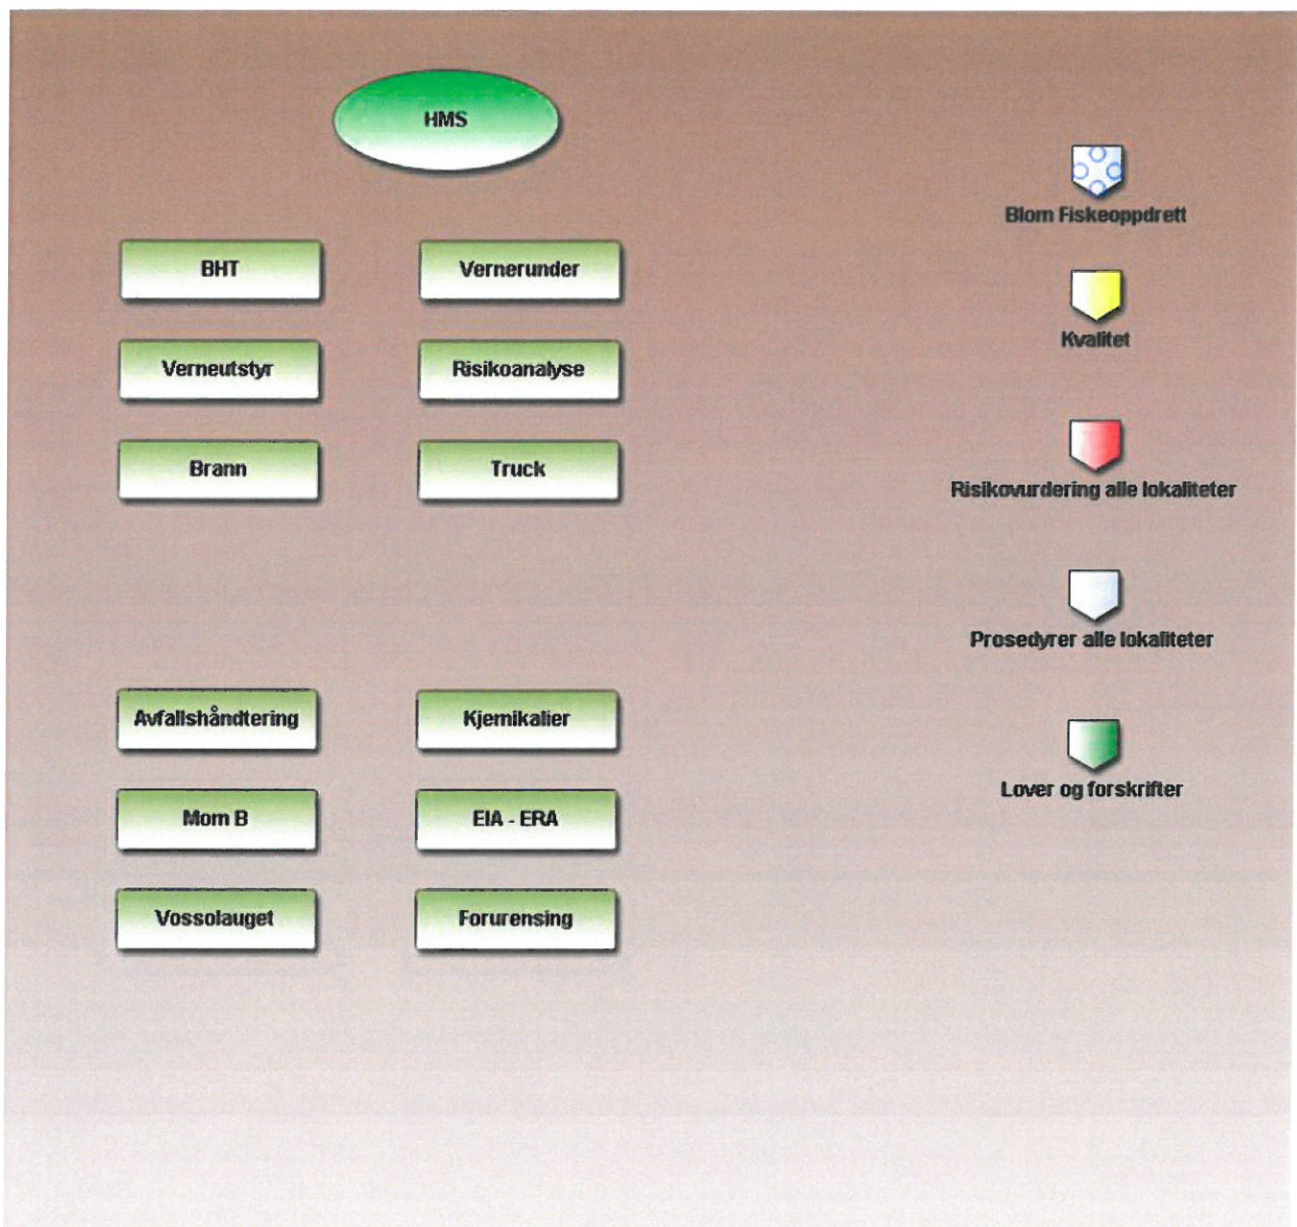 HMS
BHT
Vernerunder
Verneutstyr
Risikoanalyse
Brann
Truck
Avfallshåndtering
Kjemikalier
Mom B
EIA - ERA
Vossolauget
Forurensing
Blom Fiskeoppdrett
Kvalitet
Risikovurdering alle lokaliteter
Prosedyrer alle lokaliteter
Lover og forskrifter